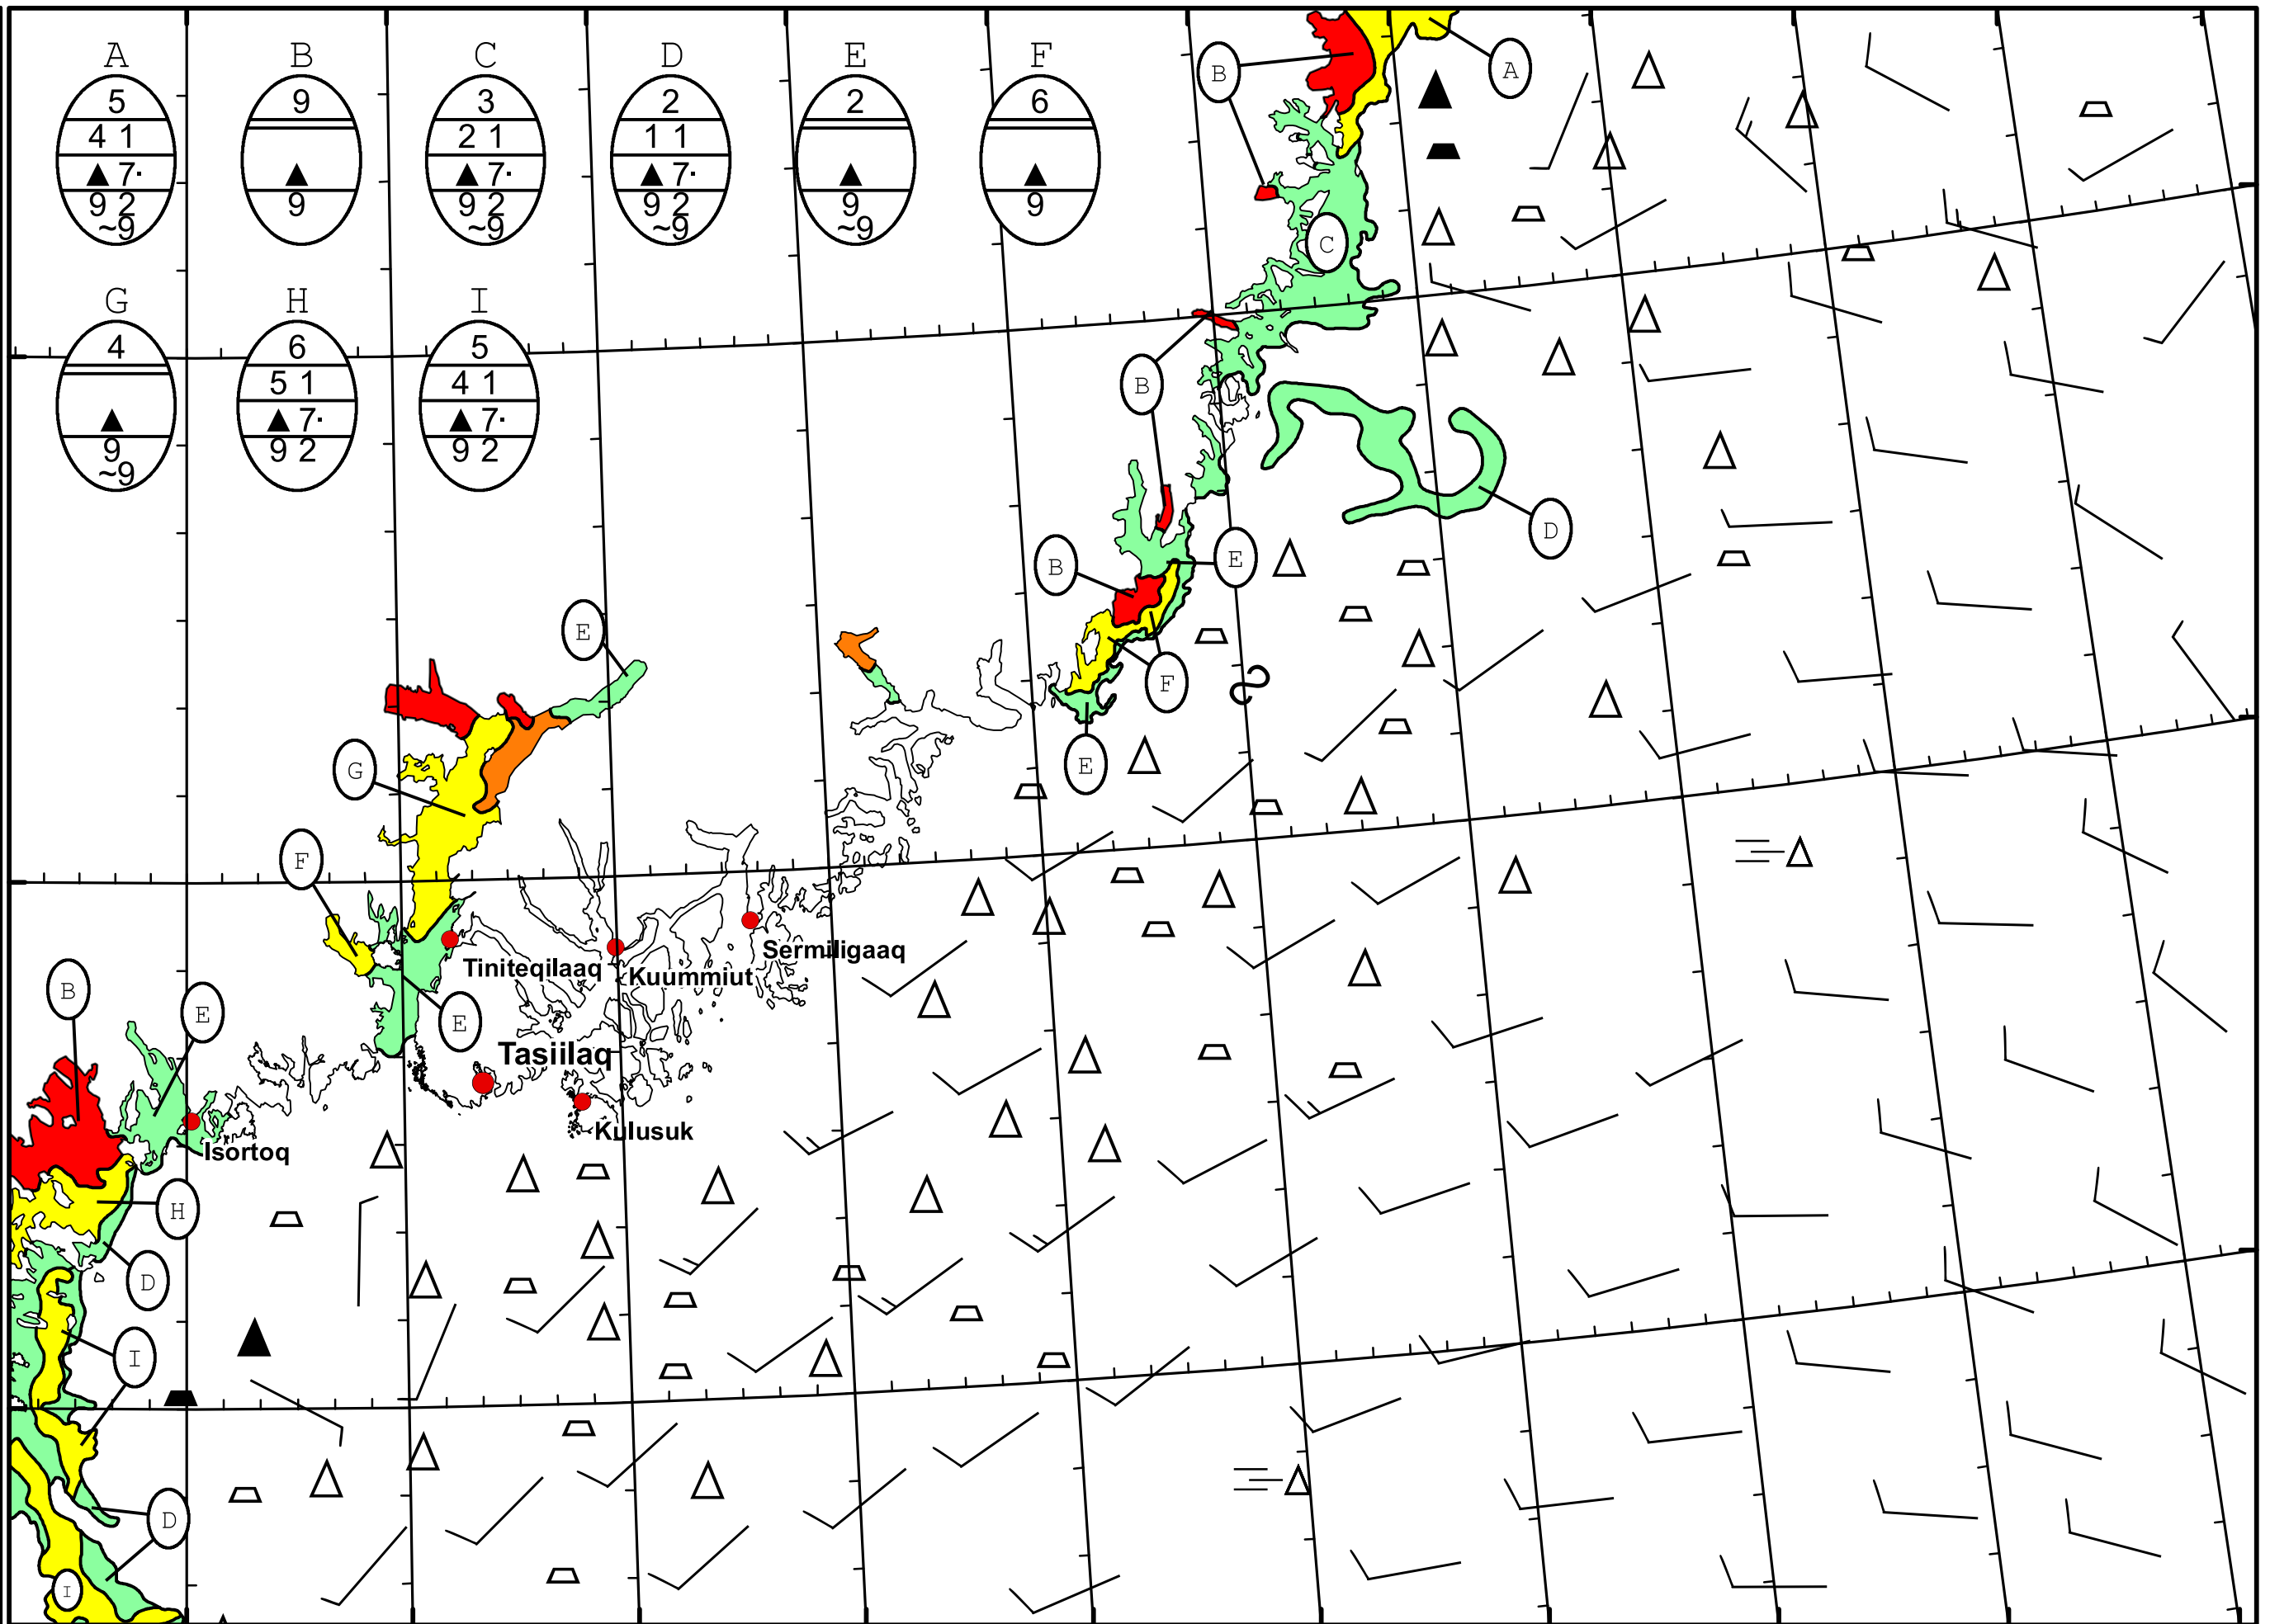 A B C D E F
5 9 3 2 2 6
4 1 2 1 1 1
▲ 7· ▲ ▲ 7· ▲ 7· ▲ ▲
9 2 9 9 2 9 2 9 9
~9 ~9 ~9 ~9
G H I
4 6 5
5 1 4 1
▲ ▲ 7· ▲ 7·
9 9 2 9 2
~9
B
A
C
B
D
B
E
E
F
G
E
F
Sermiligaaq
Tiniteqilaaq
Kuummiut
B
E
E
Tasiilaq
Kulusuk
Isortoq
H
D
I
D
I